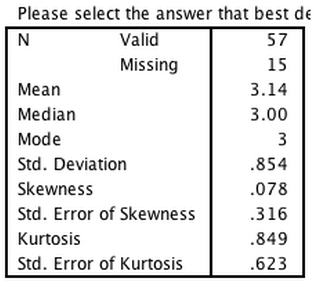 Please select the answer that best de
N Valid 57
Missing 15
Mean 3.14
Median 3.00
Mode 3
Std. Deviation .854
Skewness .078
Std. Error of Skewness .316
Kurtosis .849
Std. Error of Kurtosis .623